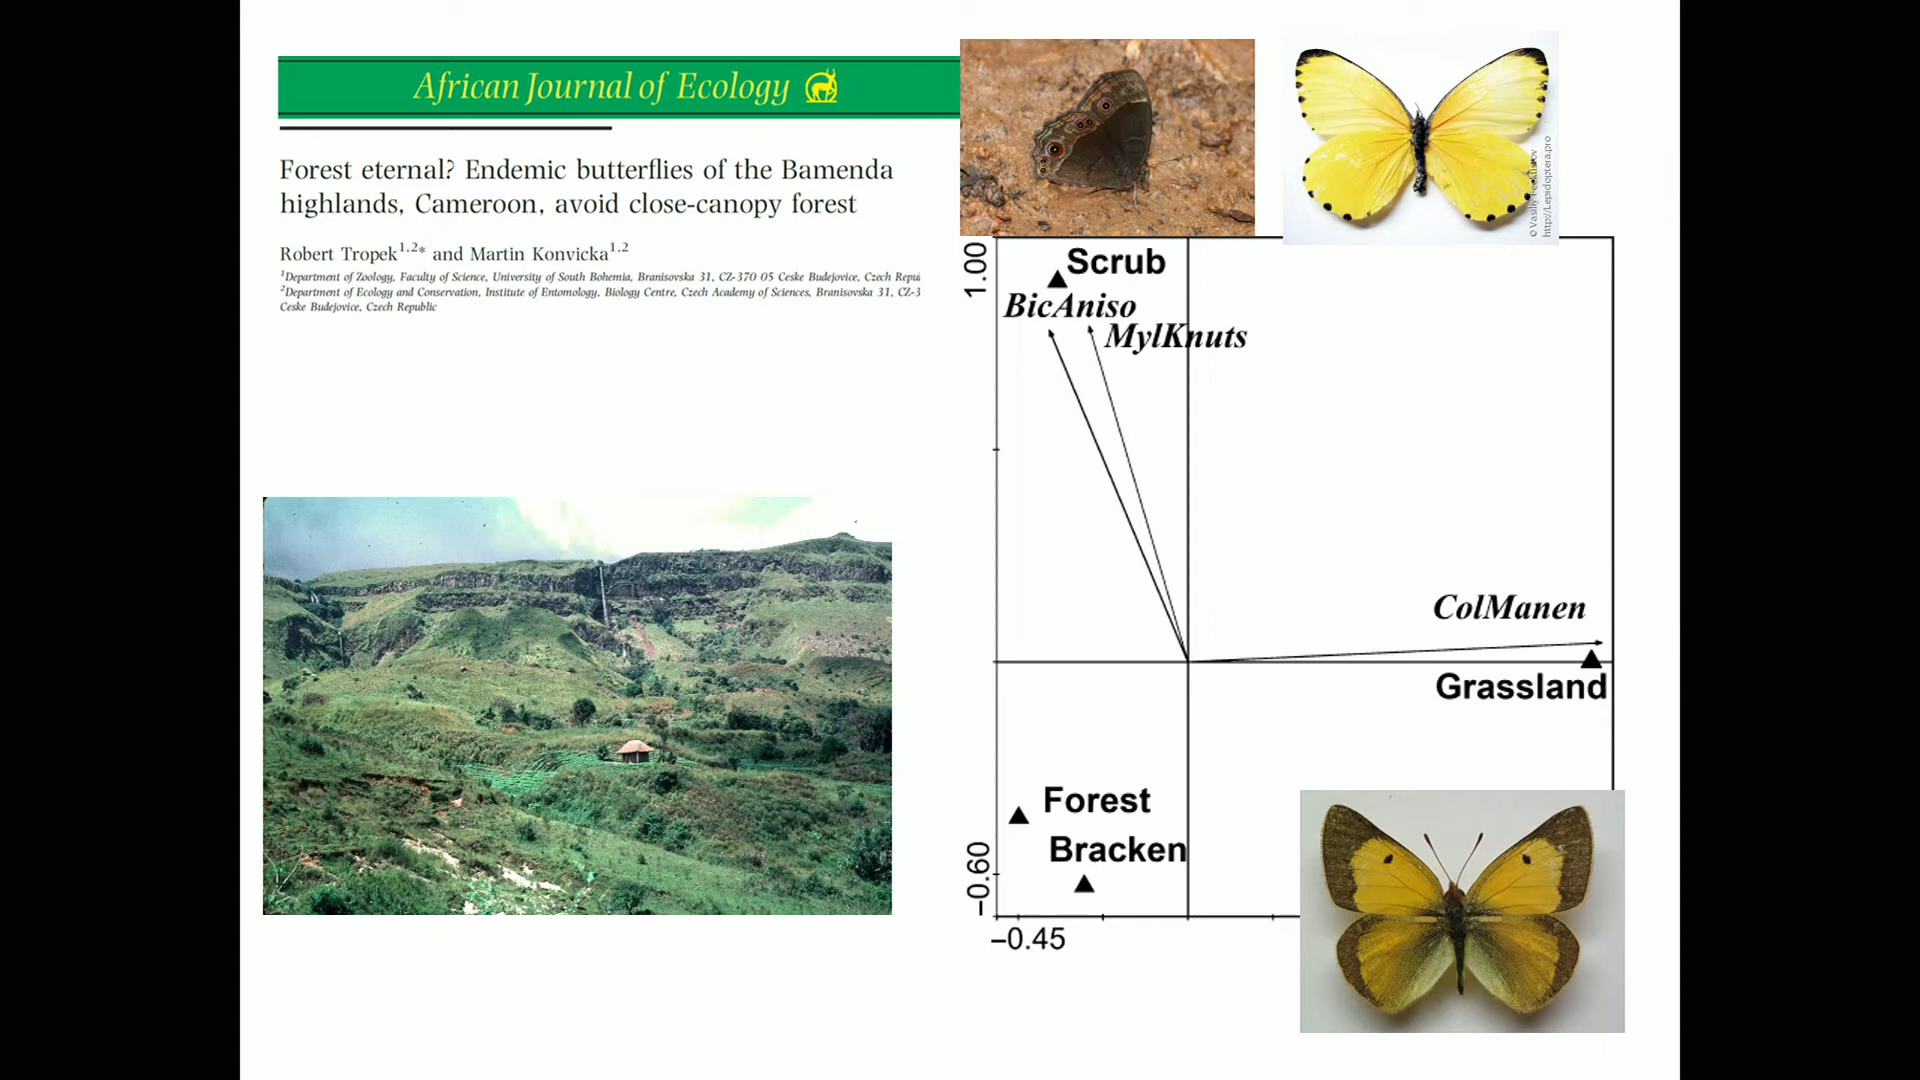 African Journal of Ecology
Forest eternal? Endemic butterflies of the Bamenda
highlands, Cameroon, avoid close-canopy forest
Robert Tropek1,2* and Martin Konvicka1,2
1Department of Zoology, Faculty of Science, University of South Bohemia, Branisovska 31, CZ-370 05 Ceske Budejovice, Czech Repu
2Department of Ecology and Conservation, Institute of Entomology, Biology Centre, Czech Academy of Sciences, Branisovska 31, CZ-3
Ceske Budejovice, Czech Republic
http://Lepidoptera.pro
1.00
Scrub
BicAniso
MylKnuts
ColManen
Grassland
Forest
Bracken
−0.60
−0.45